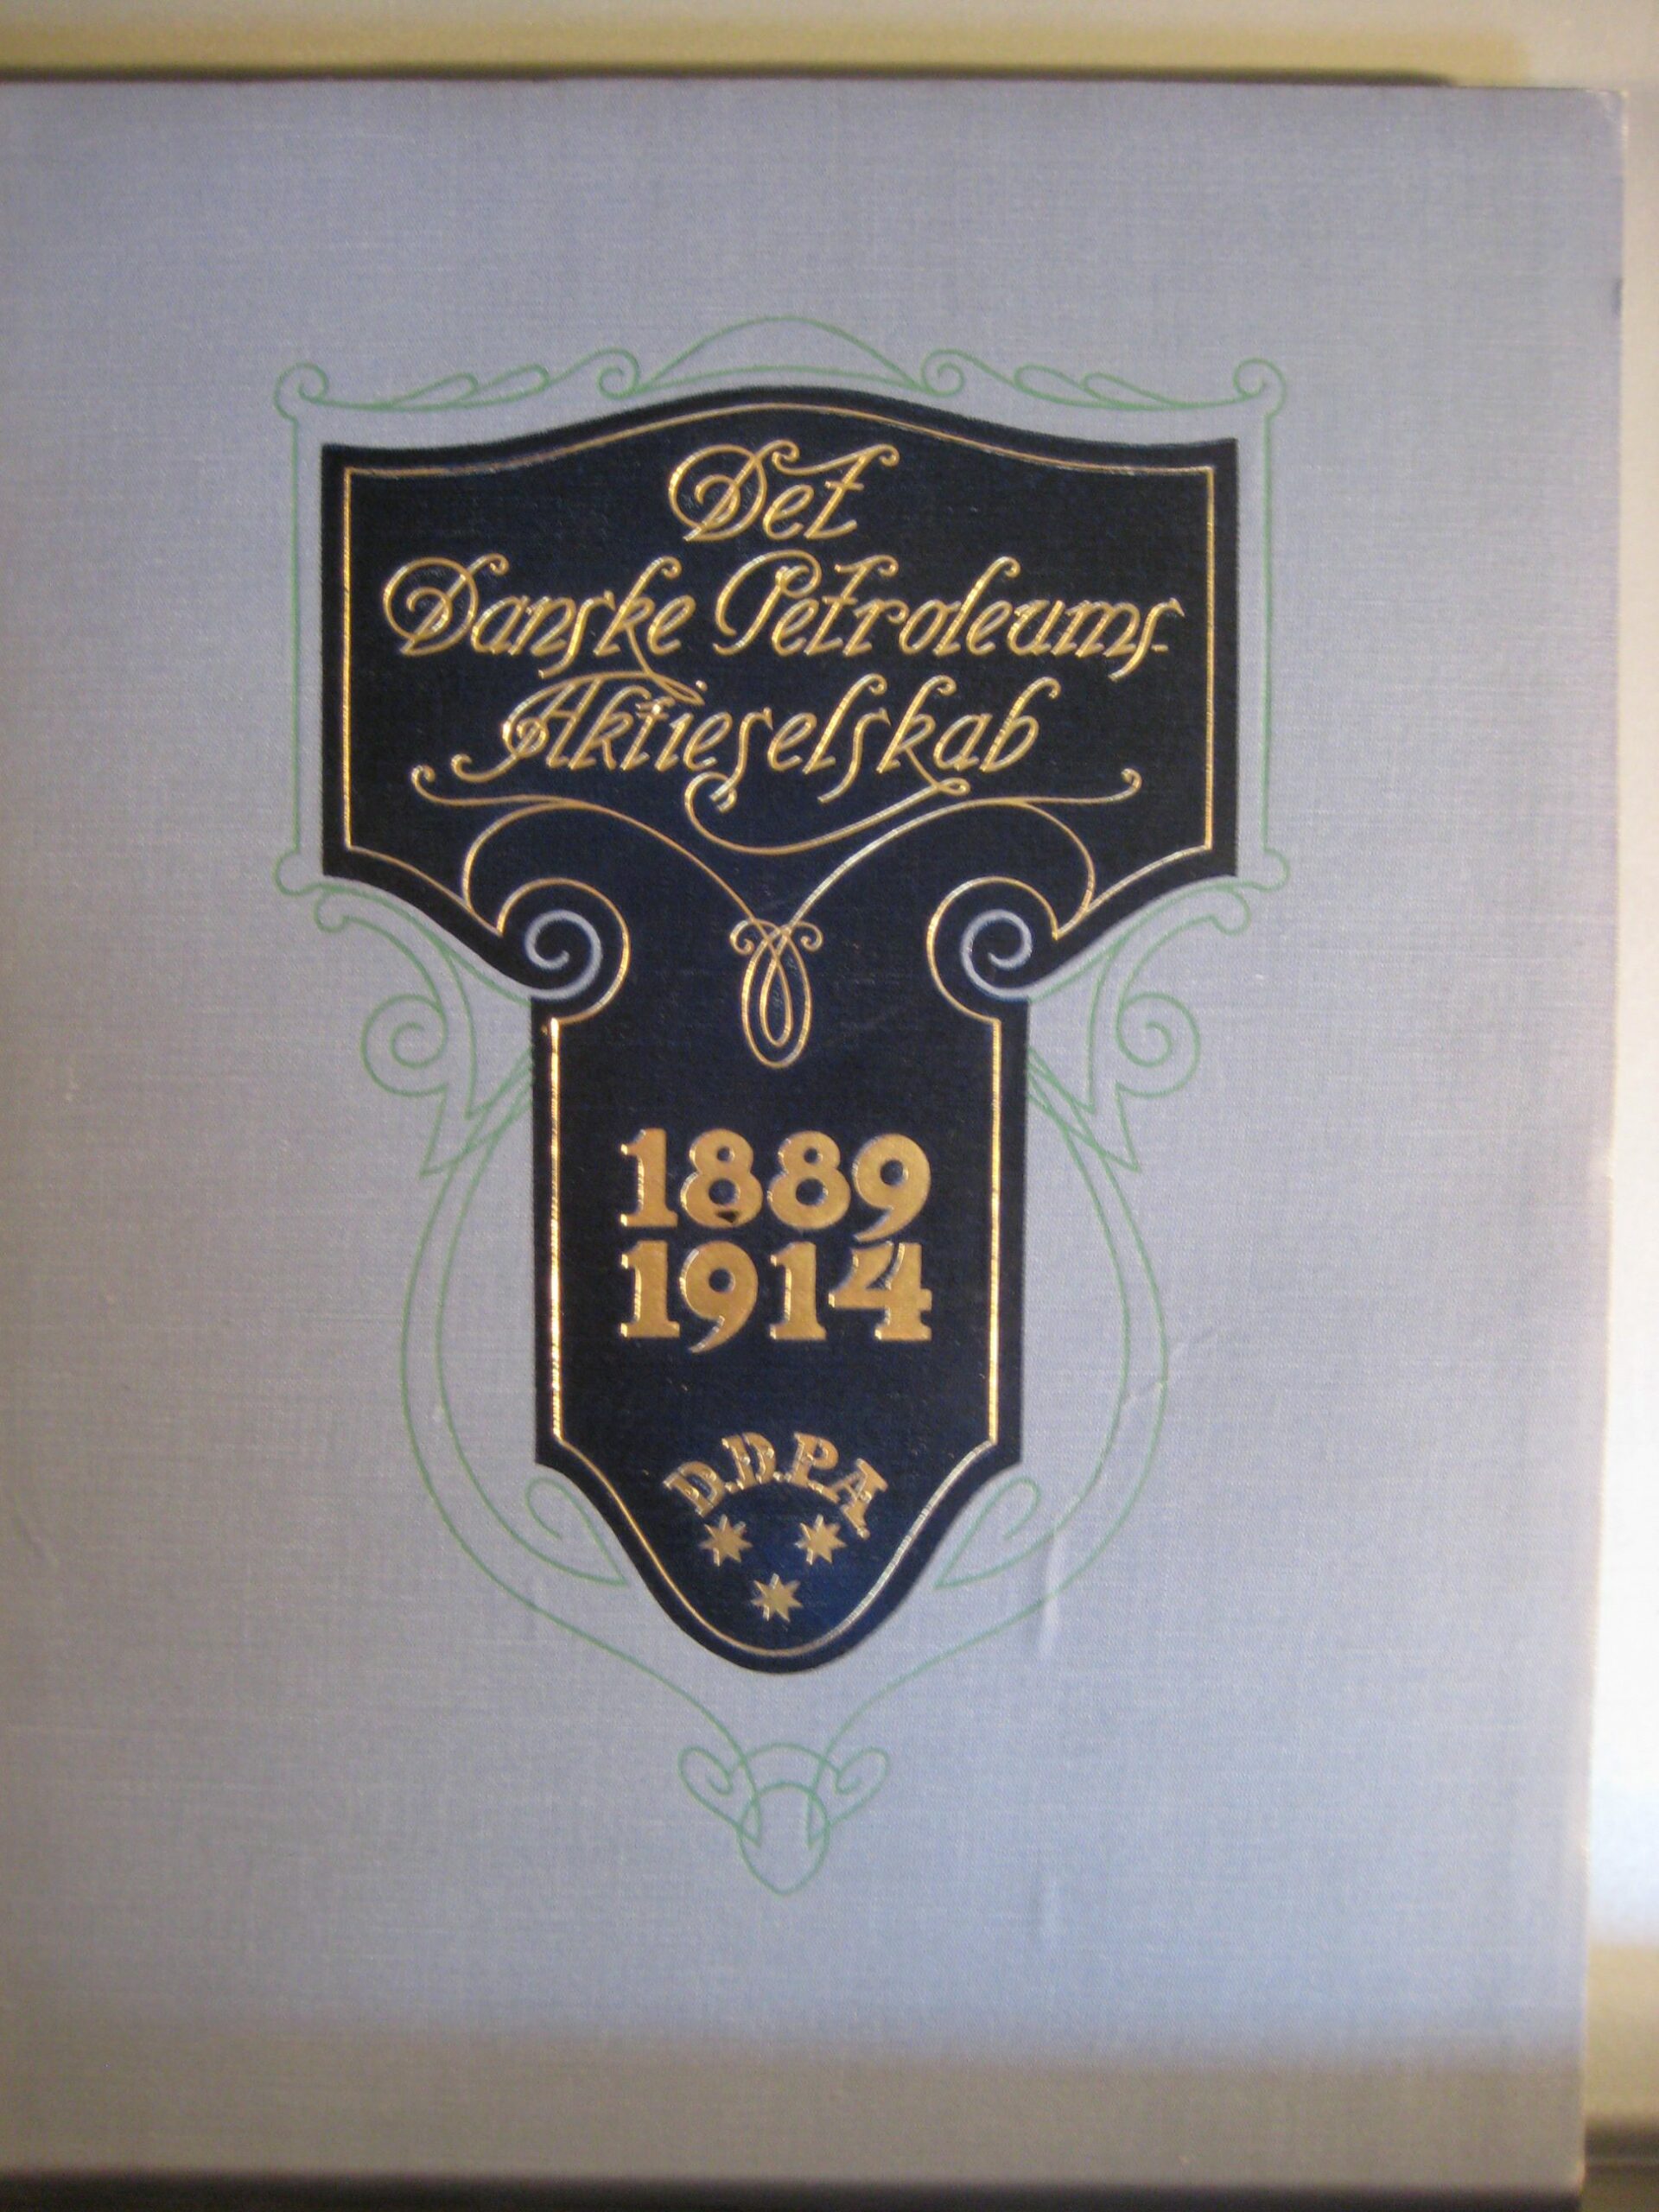 Det
Danske Petroleums-
Aktieselskab
1889
1914
D.D.P.A.